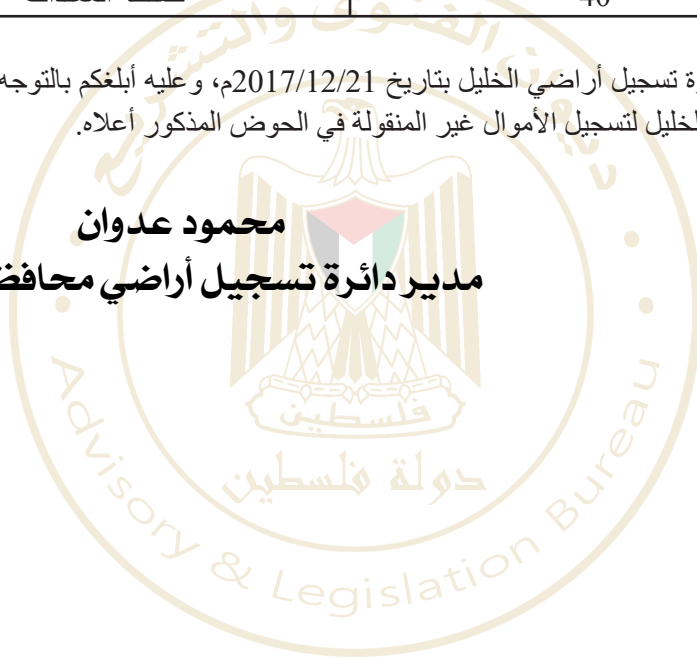 40
ة تسجيل أراضي الخليل بتاريخ 2017/12/21م، وعليه أبلغكم بالتوجه
لخليل لتسجيل الأموال غير المنقولة في الحوض المذكور أعلاه.
محمود عدوان
مدير دائرة تسجيل أراضي محافظ
فلسطين
دولة فلسطين
Advisory & Legislation Bureau